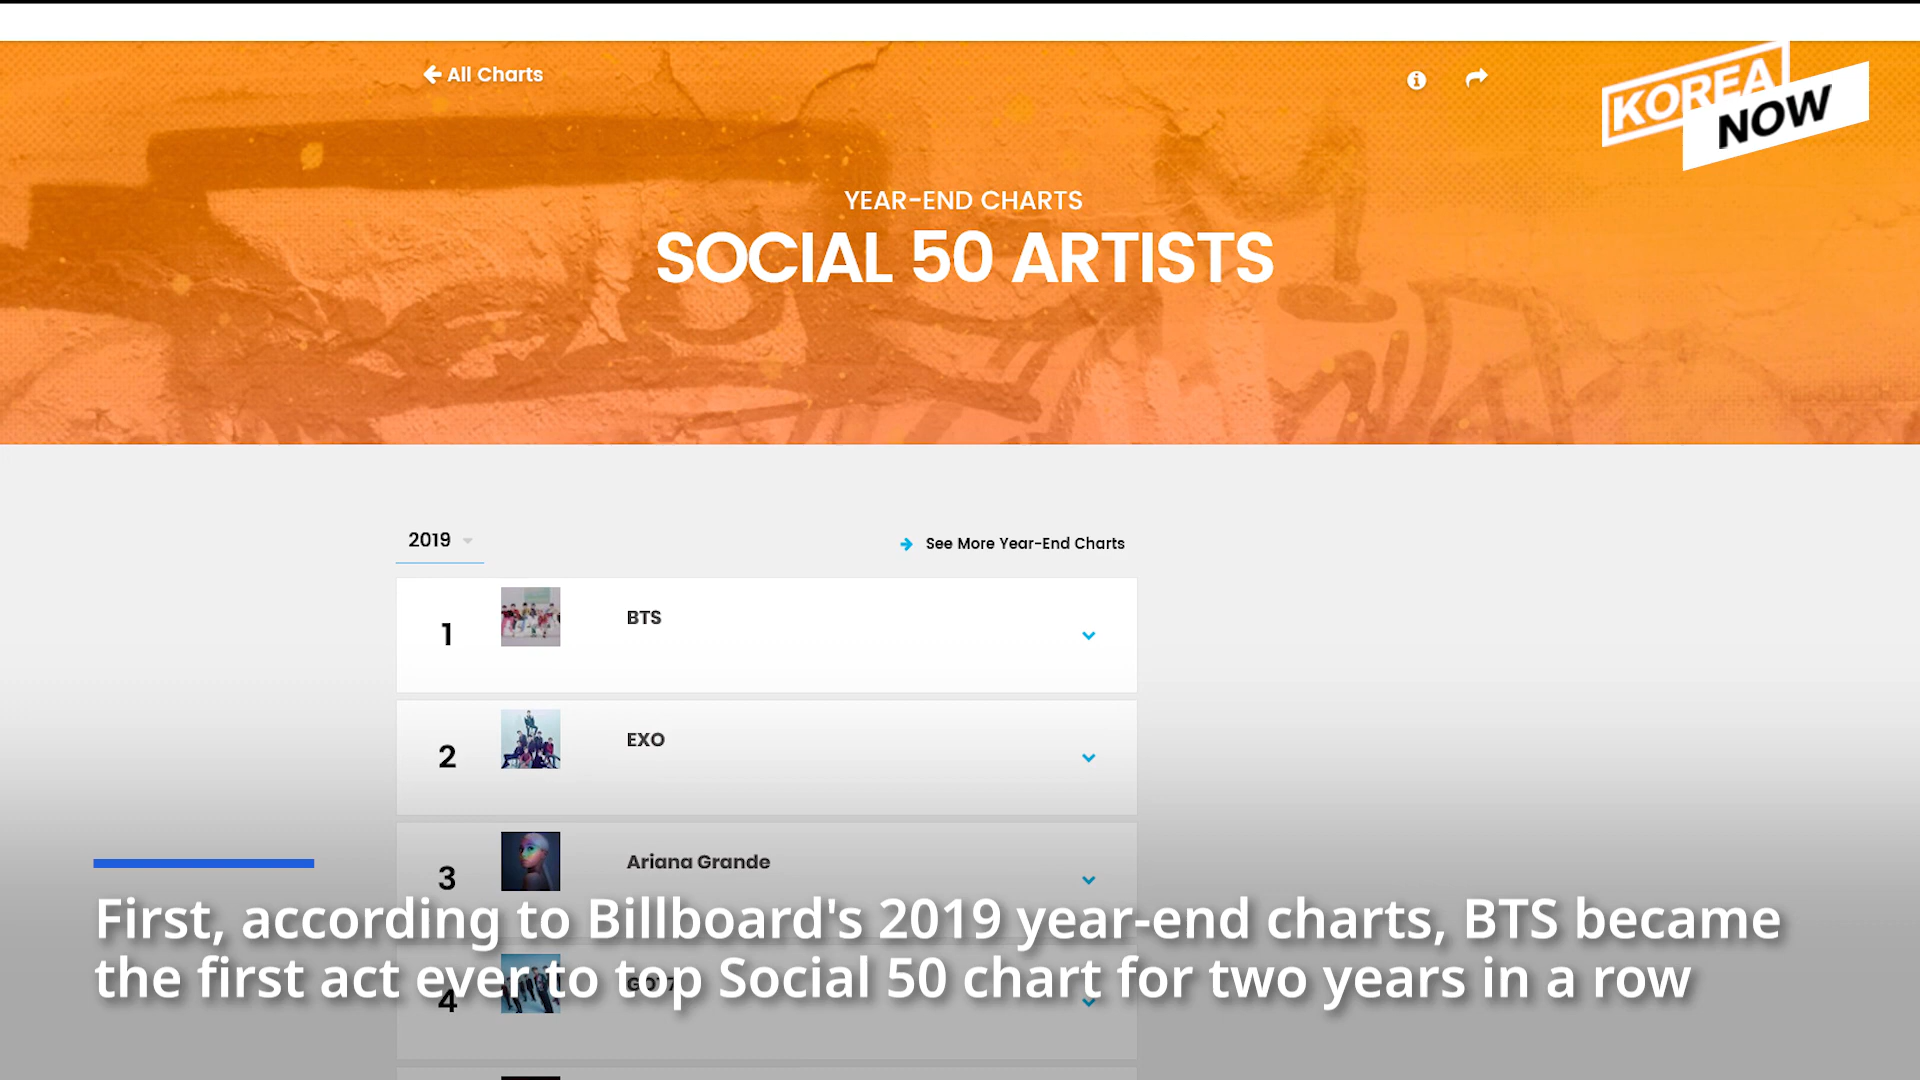 All Charts
KOREA
NOW
YEAR-END CHARTS
SOCIAL 50 ARTISTS
2019
See More Year-End Charts
1
BTS
2
EXO
3
Ariana Grande
First, according to Billboard's 2019 year-end charts, BTS became
the first act ever to top Social 50 chart for two years in a row
4